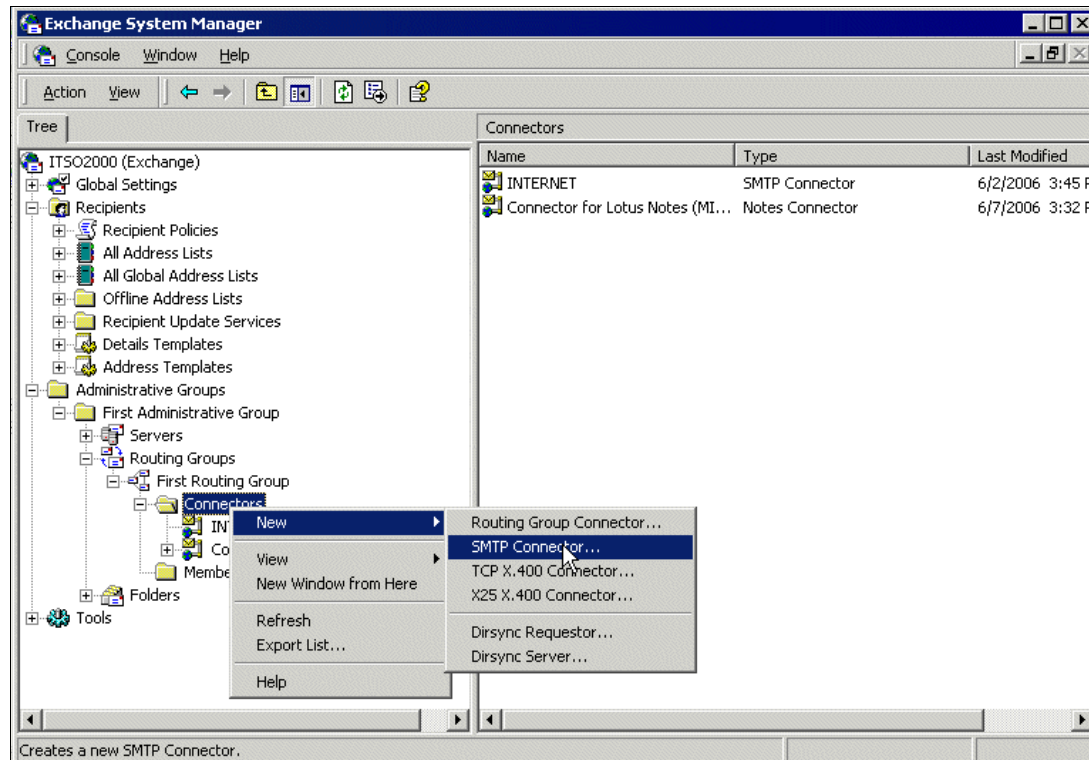 Exchange System Manager
Console Window Help
Action View
Tree
Connectors
ITSO2000 (Exchange)
Global Settings
Recipients
Recipient Policies
All Address Lists
All Global Address Lists
Offline Address Lists
Recipient Update Services
Details Templates
Address Templates
Administrative Groups
First Administrative Group
Servers
Routing Groups
First Routing Group
Connectors
IN
Co
Membe
Folders
Tools
Name Type Last Modified
INTERNET SMTP Connector 6/2/2006 3:45 P
Connector for Lotus Notes (MI... Notes Connector 6/7/2006 3:32 P
New
View
New Window from Here
Refresh
Export List...
Help
Routing Group Connector...
SMTP Connector...
TCP X.400 Connector...
X25 X.400 Connector...
Dirsync Requestor...
Dirsync Server...
Creates a new SMTP Connector.